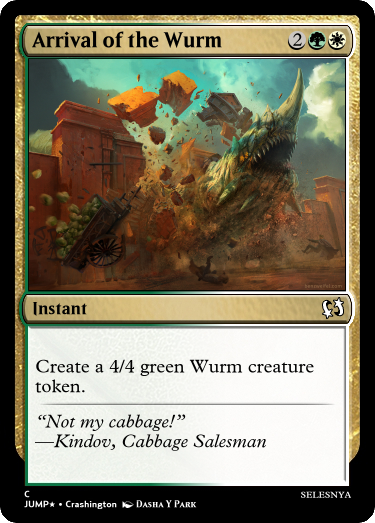 Arrival of the Wurm 2
Instant
Create a 4/4 green Wurm creature
token.
“Not my cabbage!”
—Kindov, Cabbage Salesman
C
SELESNYA
JUMP★ • Crashington Dasha Y Park